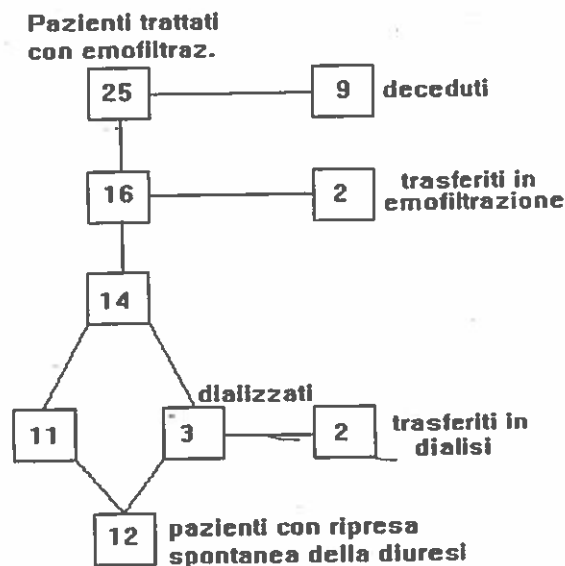 Pazienti trattati
con emofiltraz.
25
9
deceduti
16
2
trasferiti in
emofiltrazione
14
dializzati
11
3
2
trasferiti in
dialisi
12
pazienti con ripresa
spontanea della diuresi